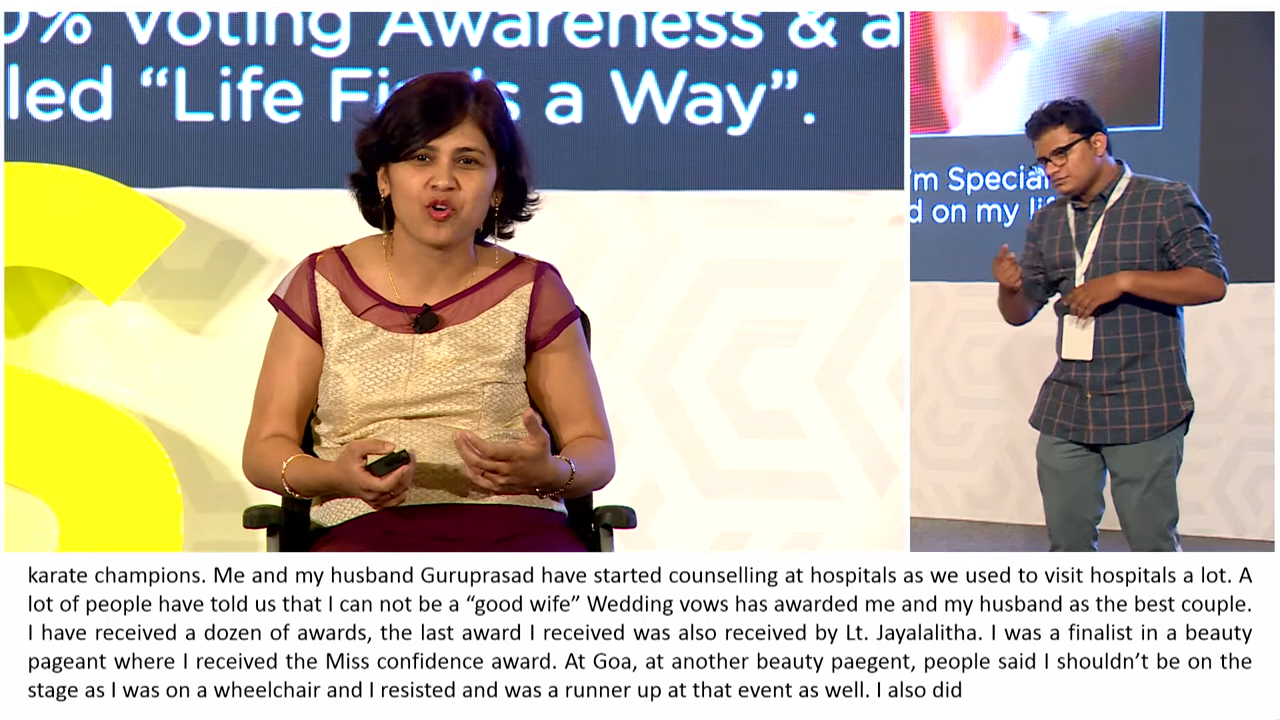 0% Voting Awareness & a
led “Life Finds a Way”.
'm Special
d on my lif
karate champions. Me and my husband Guruprasad have started counselling at hospitals as we used to visit hospitals a lot. A
lot of people have told us that I can not be a “good wife” Wedding vows has awarded me and my husband as the best couple.
I have received a dozen of awards, the last award I received was also received by Lt. Jayalalitha. I was a finalist in a beauty
pageant where I received the Miss confidence award. At Goa, at another beauty paegent, people said I shouldn’t be on the
stage as I was on a wheelchair and I resisted and was a runner up at that event as well. I also did